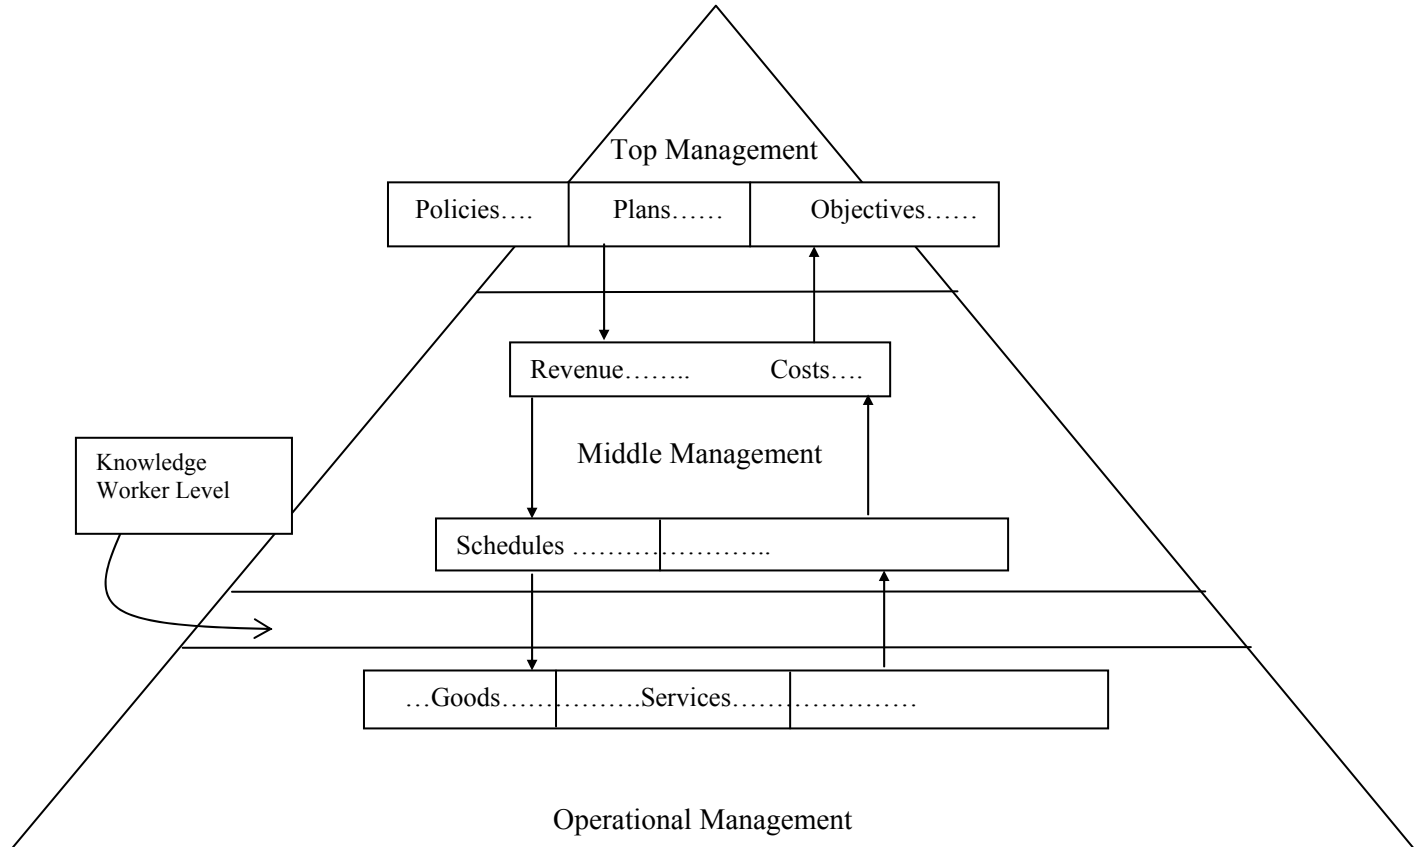 Top Management
Policies…. Plans…… Objectives……
Revenue…….. Costs….
Middle Management
Knowledge
Worker Level
Schedules …………………….. 
…Goods……………….Services……………………
Operational Management